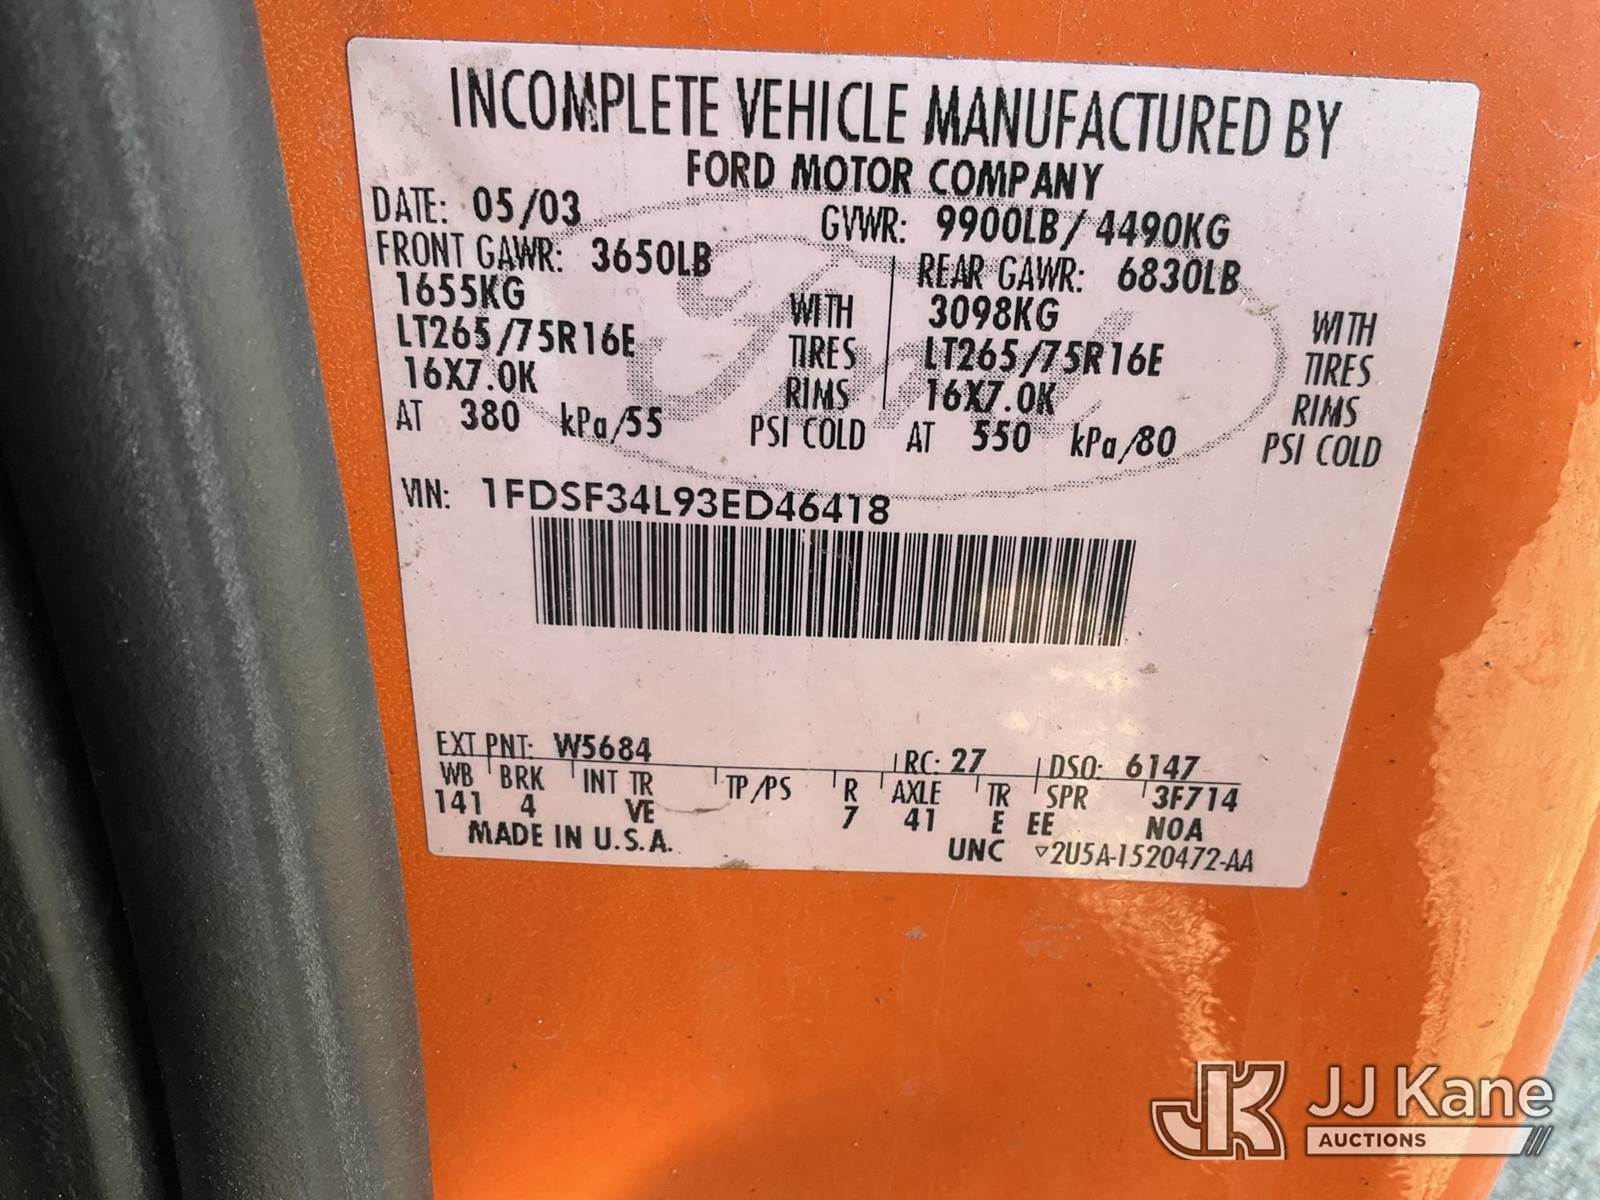 INCOMPLETE VEHICLE MANUFACTURED BY
FORD MOTOR COMPANY
DATE: 05/03 GVWR: 9900LB/ 4490KG
FRONT GAWR: 3650LB REAR GAWR: 6830LB
1655KG WITH 3098KG WITH
LT265/75R16E TIRES LT265/75R16E TIRES
16X7.0K RIMS 16X7.0K RIMS
AT 380 kPa/55 PSI COLD AT 550 kPa/80 PSI COLD
Ford
VIN: 1FDSF34L93ED46418
EXT PNT: W5684 RC: 27 DSO: 6147
WB BRK INT TR TP/PS R AXLE TR SPR 3F714
141 4 VE 7 41 E EE NOA
MADE IN U.S.A. UNC ▽2U5A-1520472-AA
JK JJ Kane
AUCTIONS